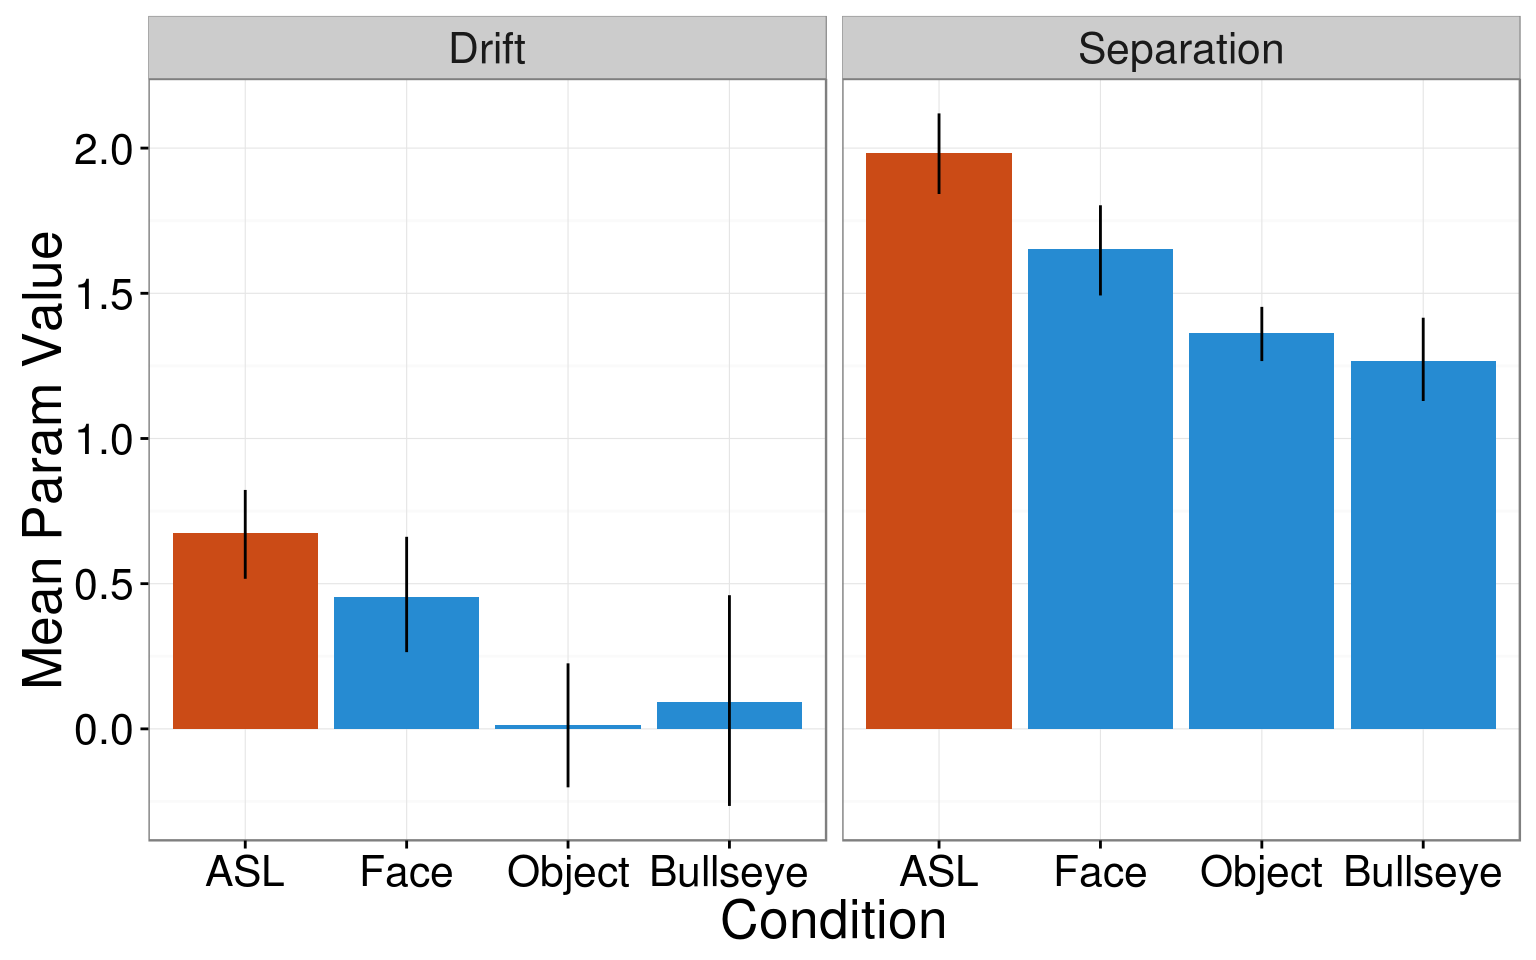 Drift
Separation
Mean Param Value
2.0
1.5
1.0
0.5
0.0
ASL Face Object Bullseye
ASL Face Object Bullseye
Condition